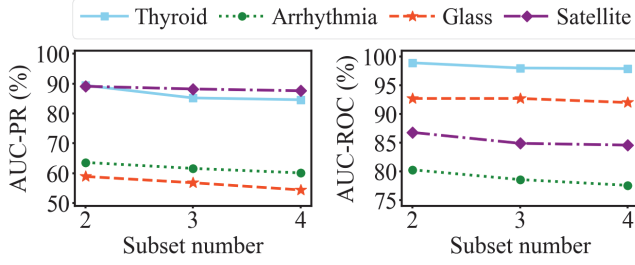 Thyroid Arrhythmia Glass Satellite
AUC-PR (%)
100
90
80
70
60
50
2 3 4
Subset number
AUC-ROC (%)
100
95
90
85
80
75
2 3 4
Subset number